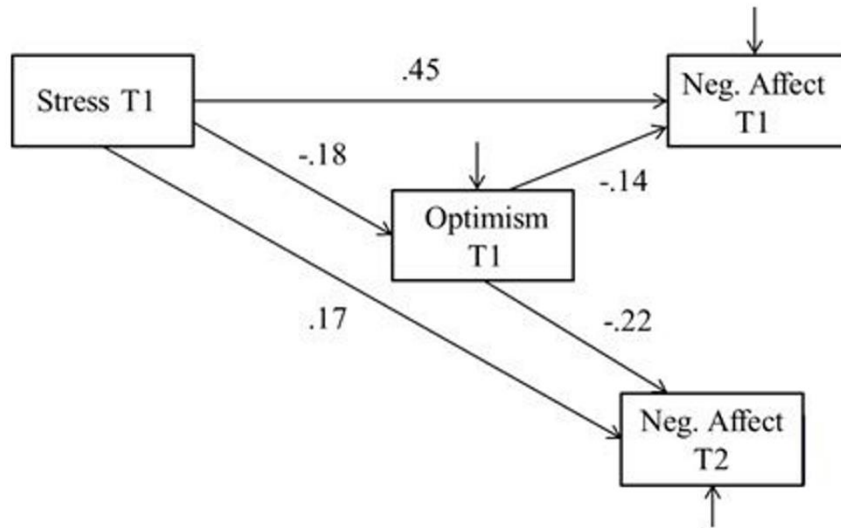 Stress T1
.45
Neg. Affect
T1
-.18
-.14
Optimism
T1
.17
-.22
Neg. Affect
T2